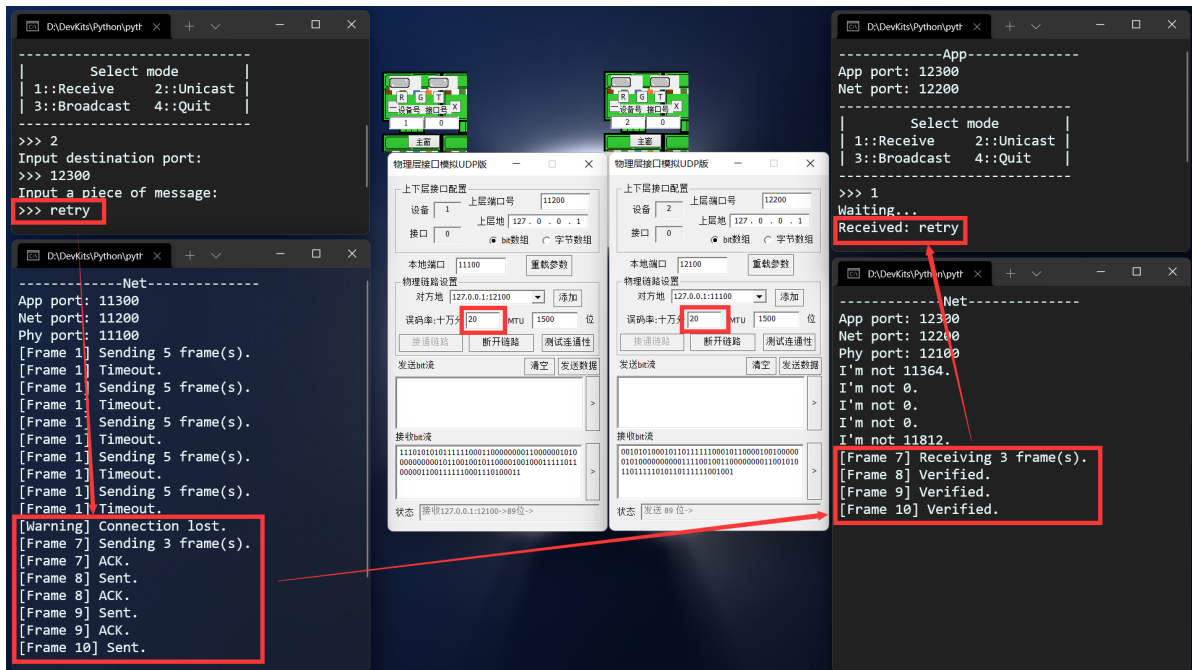 D:\DevKits\Python\pyth
-----------------------------
|        Select mode        |
| 1::Receive     2::Unicast |
| 3::Broadcast   4::Quit    |
-----------------------------
>>> 2
Input destination port:
>>> 12300
Input a piece of message:
>>> retry
D:\DevKits\Python\pyth
-------------Net-------------
App port: 11300
Net port: 11200
Phy port: 11100
[Frame 1] Sending 5 frame(s).
[Frame 1] Timeout.
[Frame 1] Sending 5 frame(s).
[Frame 1] Timeout.
[Frame 1] Sending 5 frame(s).
[Frame 1] Timeout.
[Frame 1] Sending 5 frame(s).
[Frame 1] Timeout.
[Frame 1] Sending 5 frame(s).
[Frame 1] Timeout.
[Warning] Connection lost.
[Frame 7] Sending 3 frame(s).
[Frame 7] ACK.
[Frame 8] Sent.
[Frame 8] ACK.
[Frame 9] Sent.
[Frame 9] ACK.
[Frame 10] Sent.
R G T
设备号 接口号 X
1 0
主窗
物理层接口模拟UDP版
上下层接口配置
设备 1 上层端口号 11200
上层地 127 . 0 . 0 . 1
接口 0 bit数组 字节数组
本地端口 11100 重载参数
物理链路设置
对方地 127.0.0.1:12100 添加
误码率:十万分 20 MTU 1500 位
接通链路 断开链路 测试连通性
发送bit流 清空 发送数据
>
接收bit流
>
状态 接收127.0.0.1:12100->89位->
R G T
设备号 接口号 X
2 0
主窗
物理层接口模拟UDP版
上下层接口配置
设备 2 上层端口号 12200
上层地 127 . 0 . 0 . 1
接口 0 bit数组 字节数组
本地端口 12100 重载参数
物理链路设置
对方地 127.0.0.1:11100 添加
误码率:十万分 20 MTU 1500 位
接通链路 断开链路 测试连通性
发送bit流 清空 发送数据
>
接收bit流
>
状态 发送 89 位->
D:\DevKits\Python\pyth
-------------App-------------
App port: 12300
Net port: 12200
-----------------------------
|        Select mode        |
| 1::Receive     2::Unicast |
| 3::Broadcast   4::Quit    |
-----------------------------
>>> 1
Waiting...
Received: retry
D:\DevKits\Python\pyth
-------------Net-------------
App port: 12300
Net port: 12200
Phy port: 12100
I'm not 11364.
I'm not 0.
I'm not 0.
I'm not 0.
I'm not 11812.
[Frame 7] Receiving 3 frame(s).
[Frame 8] Verified.
[Frame 9] Verified.
[Frame 10] Verified.